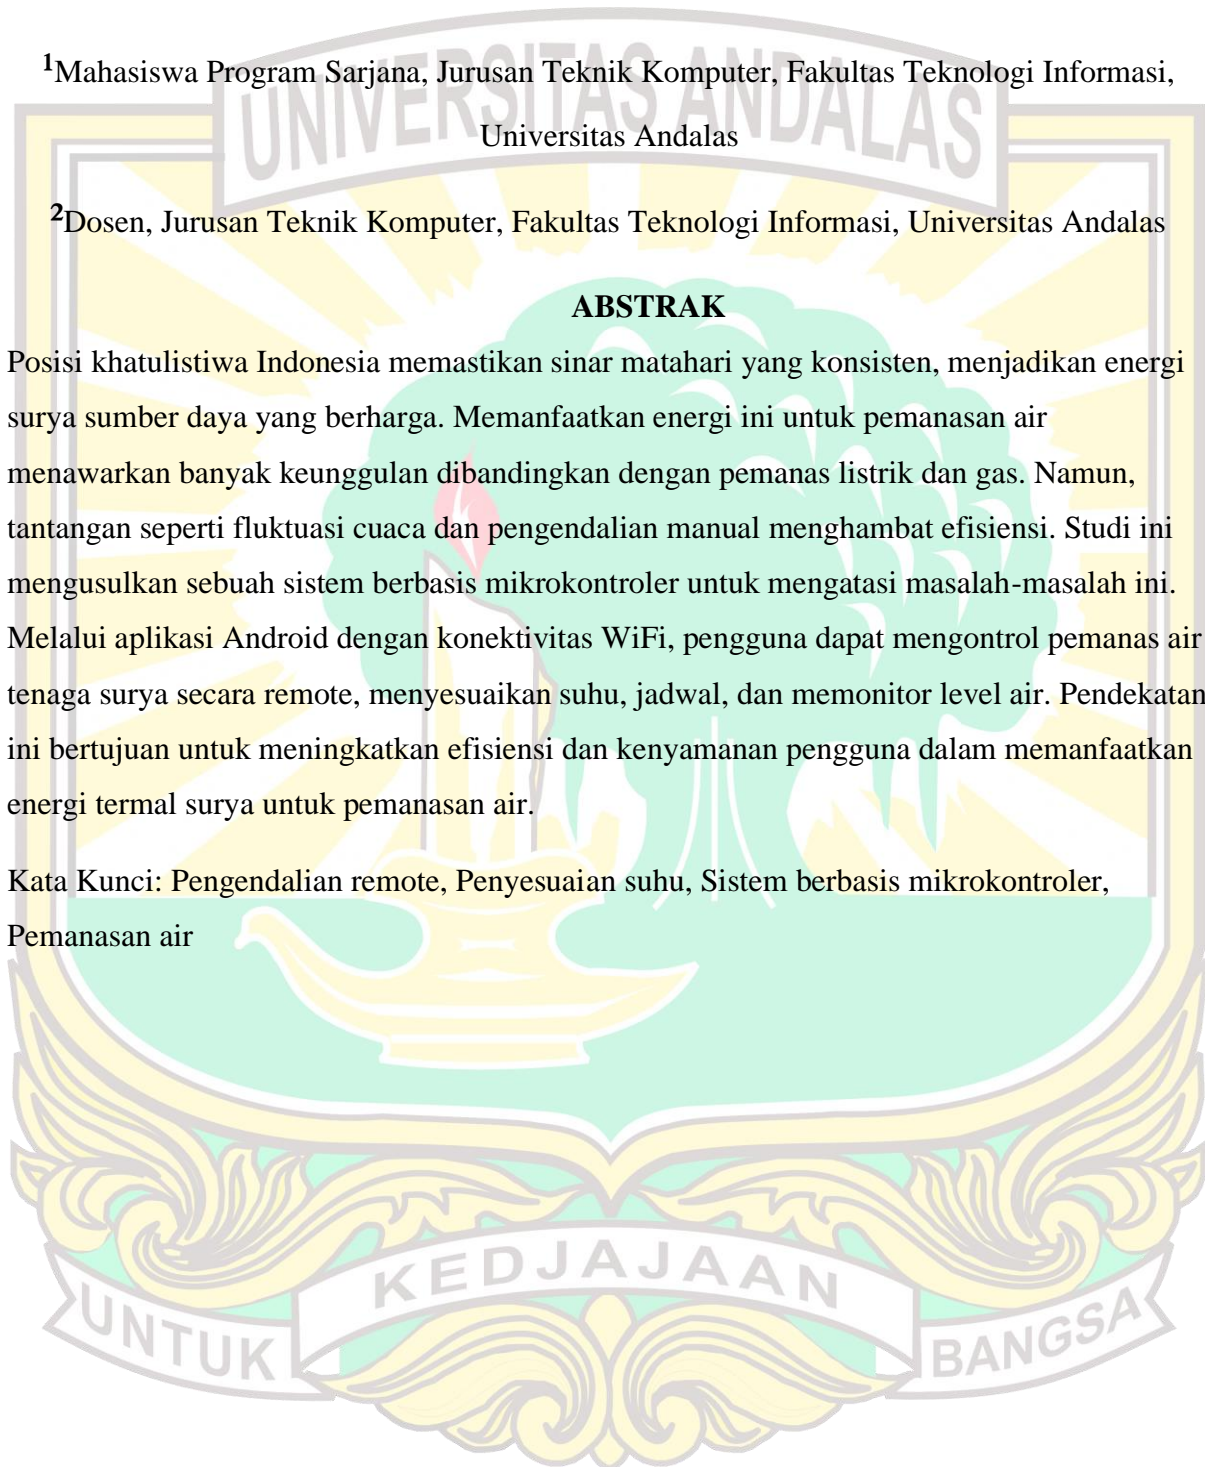 UNIVERSITAS ANDALAS
¹Mahasiswa Program Sarjana, Jurusan Teknik Komputer, Fakultas Teknologi Informasi,
Universitas Andalas
²Dosen, Jurusan Teknik Komputer, Fakultas Teknologi Informasi, Universitas Andalas
ABSTRAK
Posisi khatulistiwa Indonesia memastikan sinar matahari yang konsisten, menjadikan energi
surya sumber daya yang berharga. Memanfaatkan energi ini untuk pemanasan air
menawarkan banyak keunggulan dibandingkan dengan pemanas listrik dan gas. Namun,
tantangan seperti fluktuasi cuaca dan pengendalian manual menghambat efisiensi. Studi ini
mengusulkan sebuah sistem berbasis mikrokontroler untuk mengatasi masalah-masalah ini.
Melalui aplikasi Android dengan konektivitas WiFi, pengguna dapat mengontrol pemanas air
tenaga surya secara remote, menyesuaikan suhu, jadwal, dan memonitor level air. Pendekatan
ini bertujuan untuk meningkatkan efisiensi dan kenyamanan pengguna dalam memanfaatkan
energi termal surya untuk pemanasan air.
Kata Kunci: Pengendalian remote, Penyesuaian suhu, Sistem berbasis mikrokontroler,
Pemanasan air
UNTUK KEDJAJAAN BANGSA